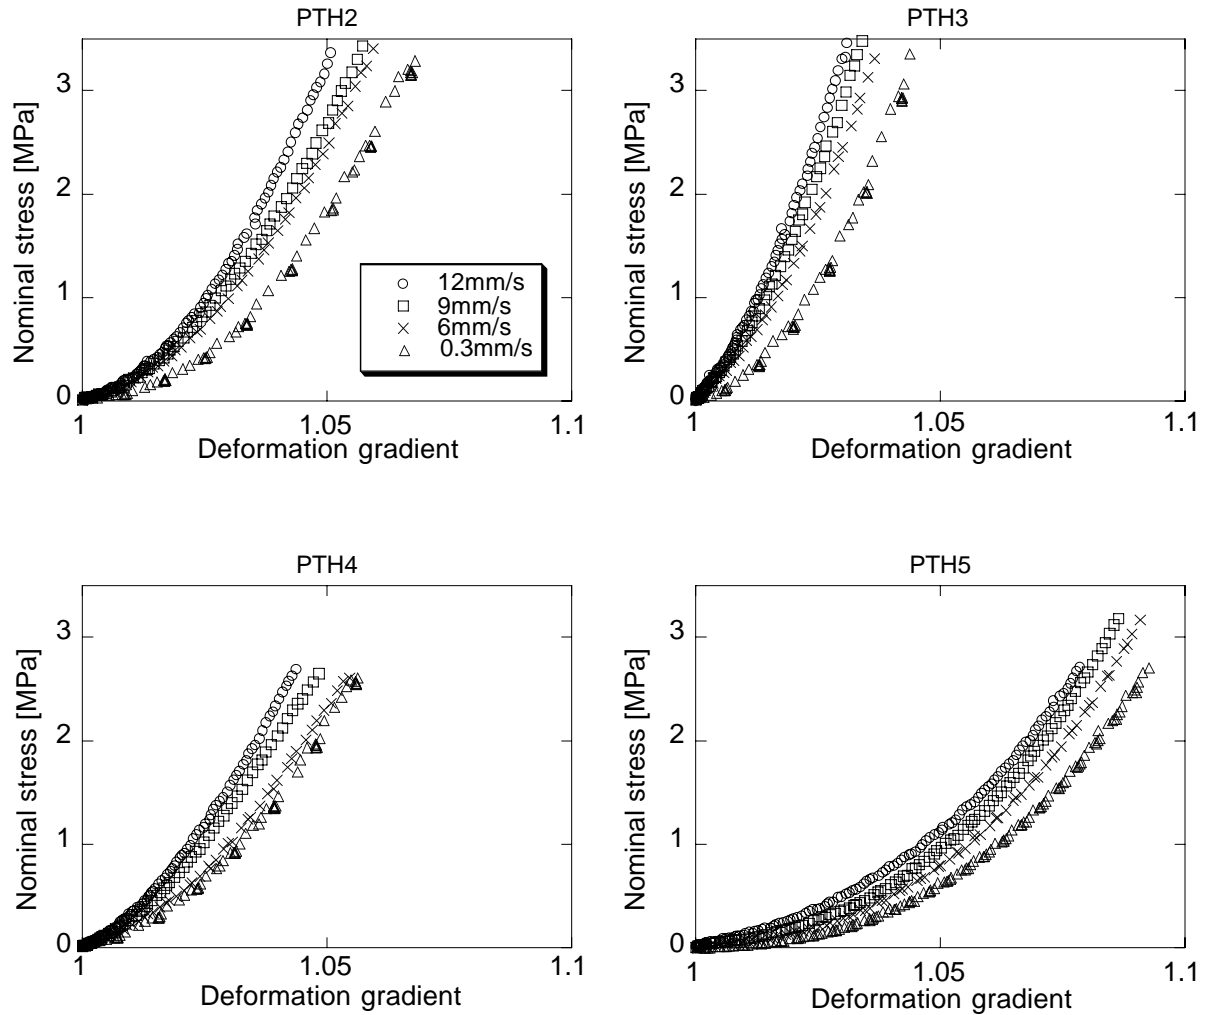 PTH2
Nominal stress [MPa]
3
2
1
0
1
1.05
1.1
Deformation gradient
12mm/s
9mm/s
6mm/s
0.3mm/s
PTH3
Nominal stress [MPa]
3
2
1
0
1
1.05
1.1
Deformation gradient
PTH4
Nominal stress [MPa]
3
2
1
0
1
1.05
1.1
Deformation gradient
PTH5
Nominal stress [MPa]
3
2
1
0
1
1.05
1.1
Deformation gradient